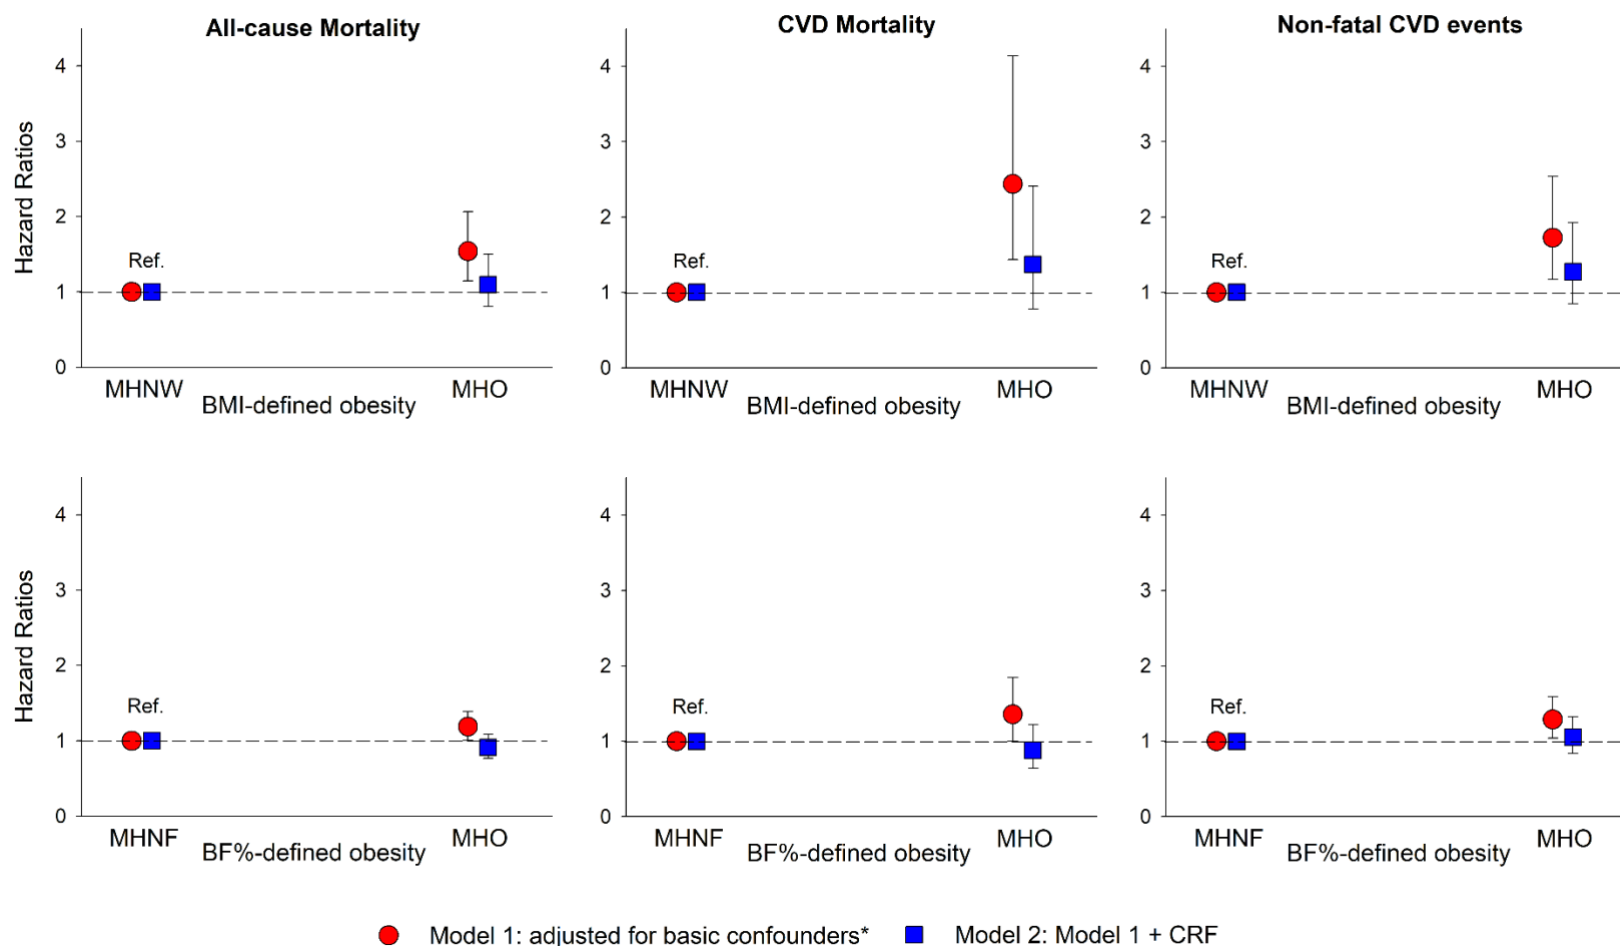 All-cause Mortality
CVD Mortality
Non-fatal CVD events
Hazard Ratios
4
3
2
1
0
Ref.
MHNW
MHO
BMI-defined obesity
4
3
2
1
0
Ref.
MHNW
MHO
BMI-defined obesity
4
3
2
1
0
Ref.
MHNW
MHO
BMI-defined obesity
Hazard Ratios
4
3
2
1
0
Ref.
MHNF
MHO
BF%-defined obesity
4
3
2
1
0
Ref.
MHNF
MHO
BF%-defined obesity
4
3
2
1
0
Ref.
MHNF
MHO
BF%-defined obesity
Model 1: adjusted for basic confounders*
Model 2: Model 1 + CRF